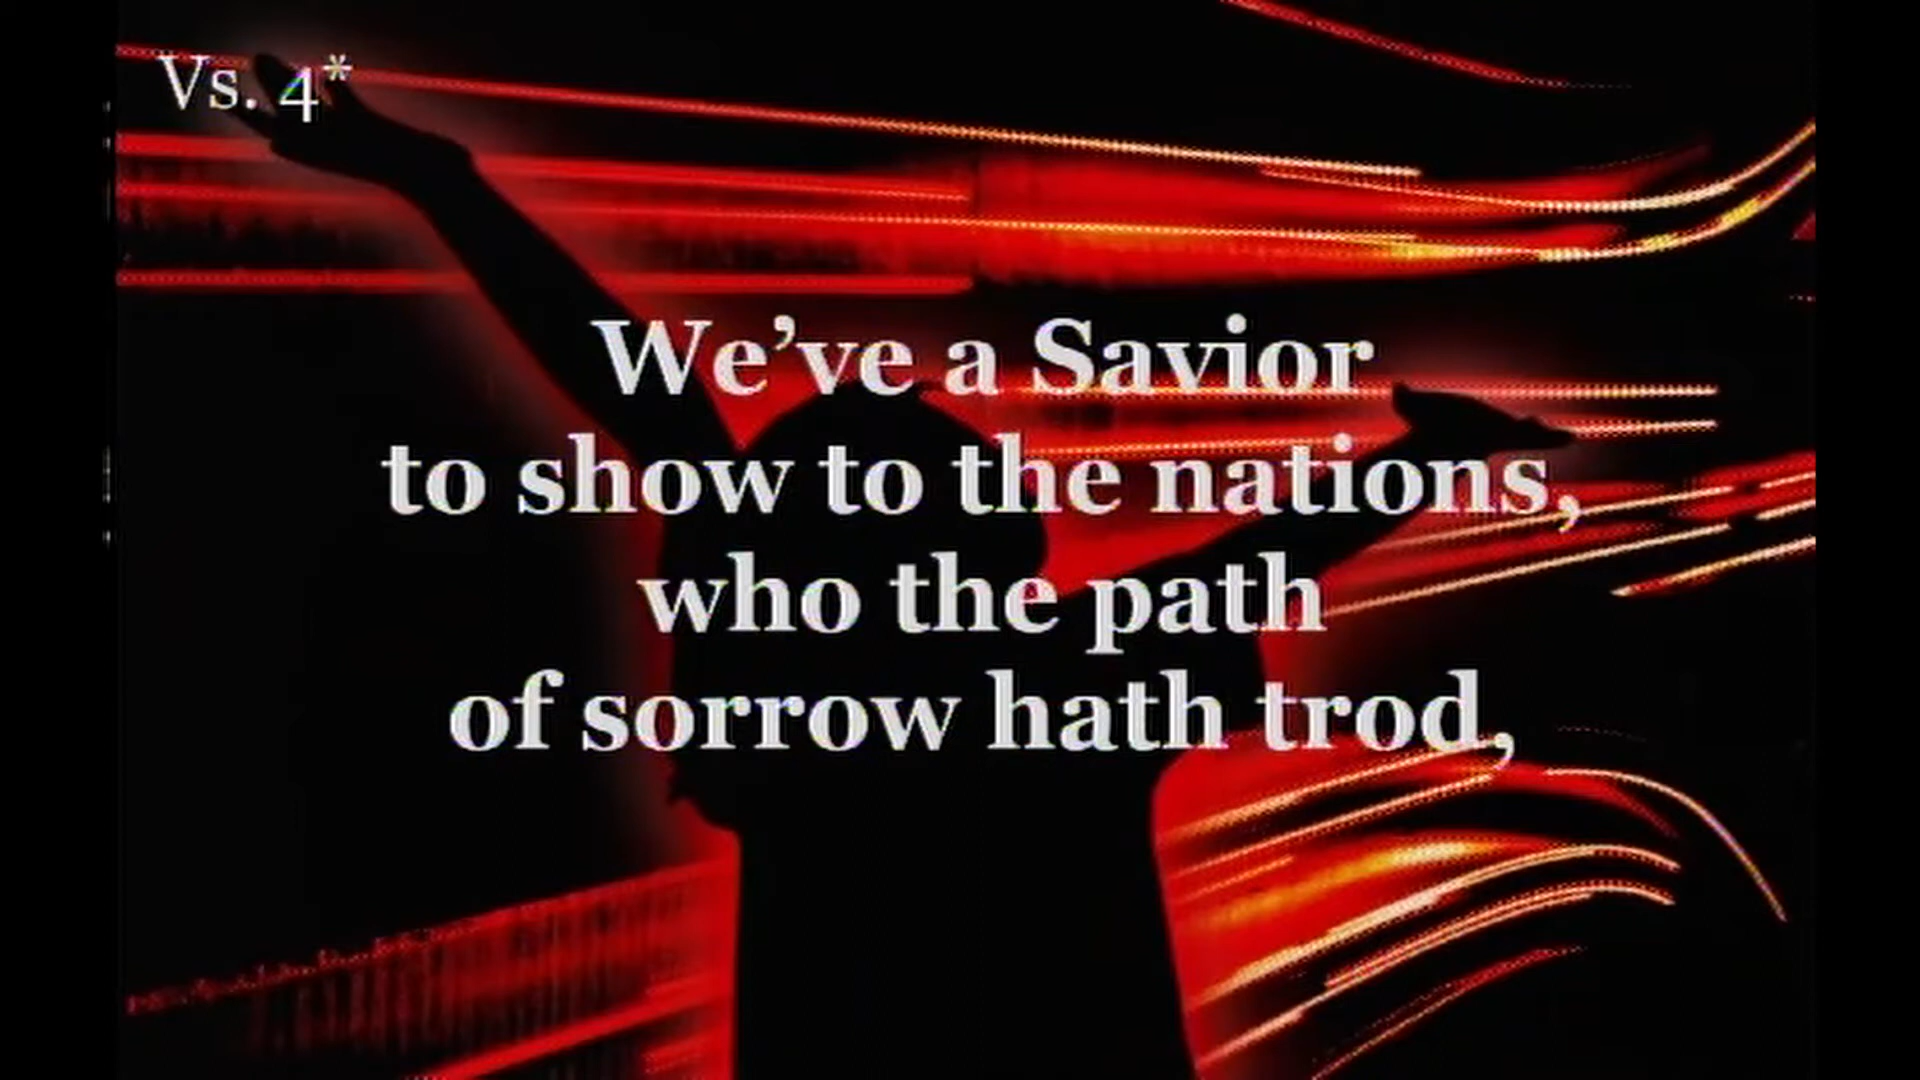 Vs. 4*
We’ve a Savior
to show to the nations,
who the path
of sorrow hath trod,